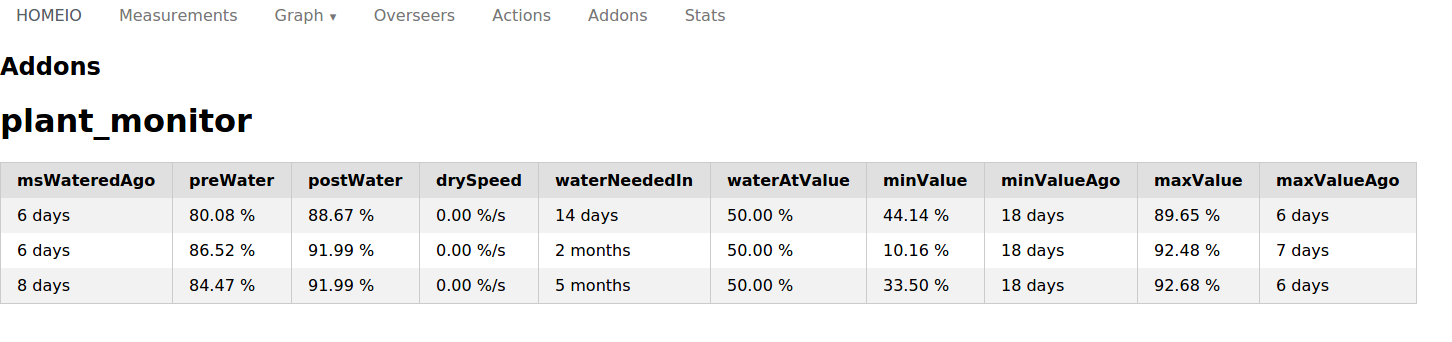 HOMEIO Measurements Graph ▾ Overseers Actions Addons Stats
Addons
plant_monitor
msWateredAgo preWater postWater drySpeed waterNeededIn waterAtValue minValue minValueAgo maxValue maxValueAgo
6 days 80.08 % 88.67 % 0.00 %/s 14 days 50.00 % 44.14 % 18 days 89.65 % 6 days
6 days 86.52 % 91.99 % 0.00 %/s 2 months 50.00 % 10.16 % 18 days 92.48 % 7 days
8 days 84.47 % 91.99 % 0.00 %/s 5 months 50.00 % 33.50 % 18 days 92.68 % 6 days